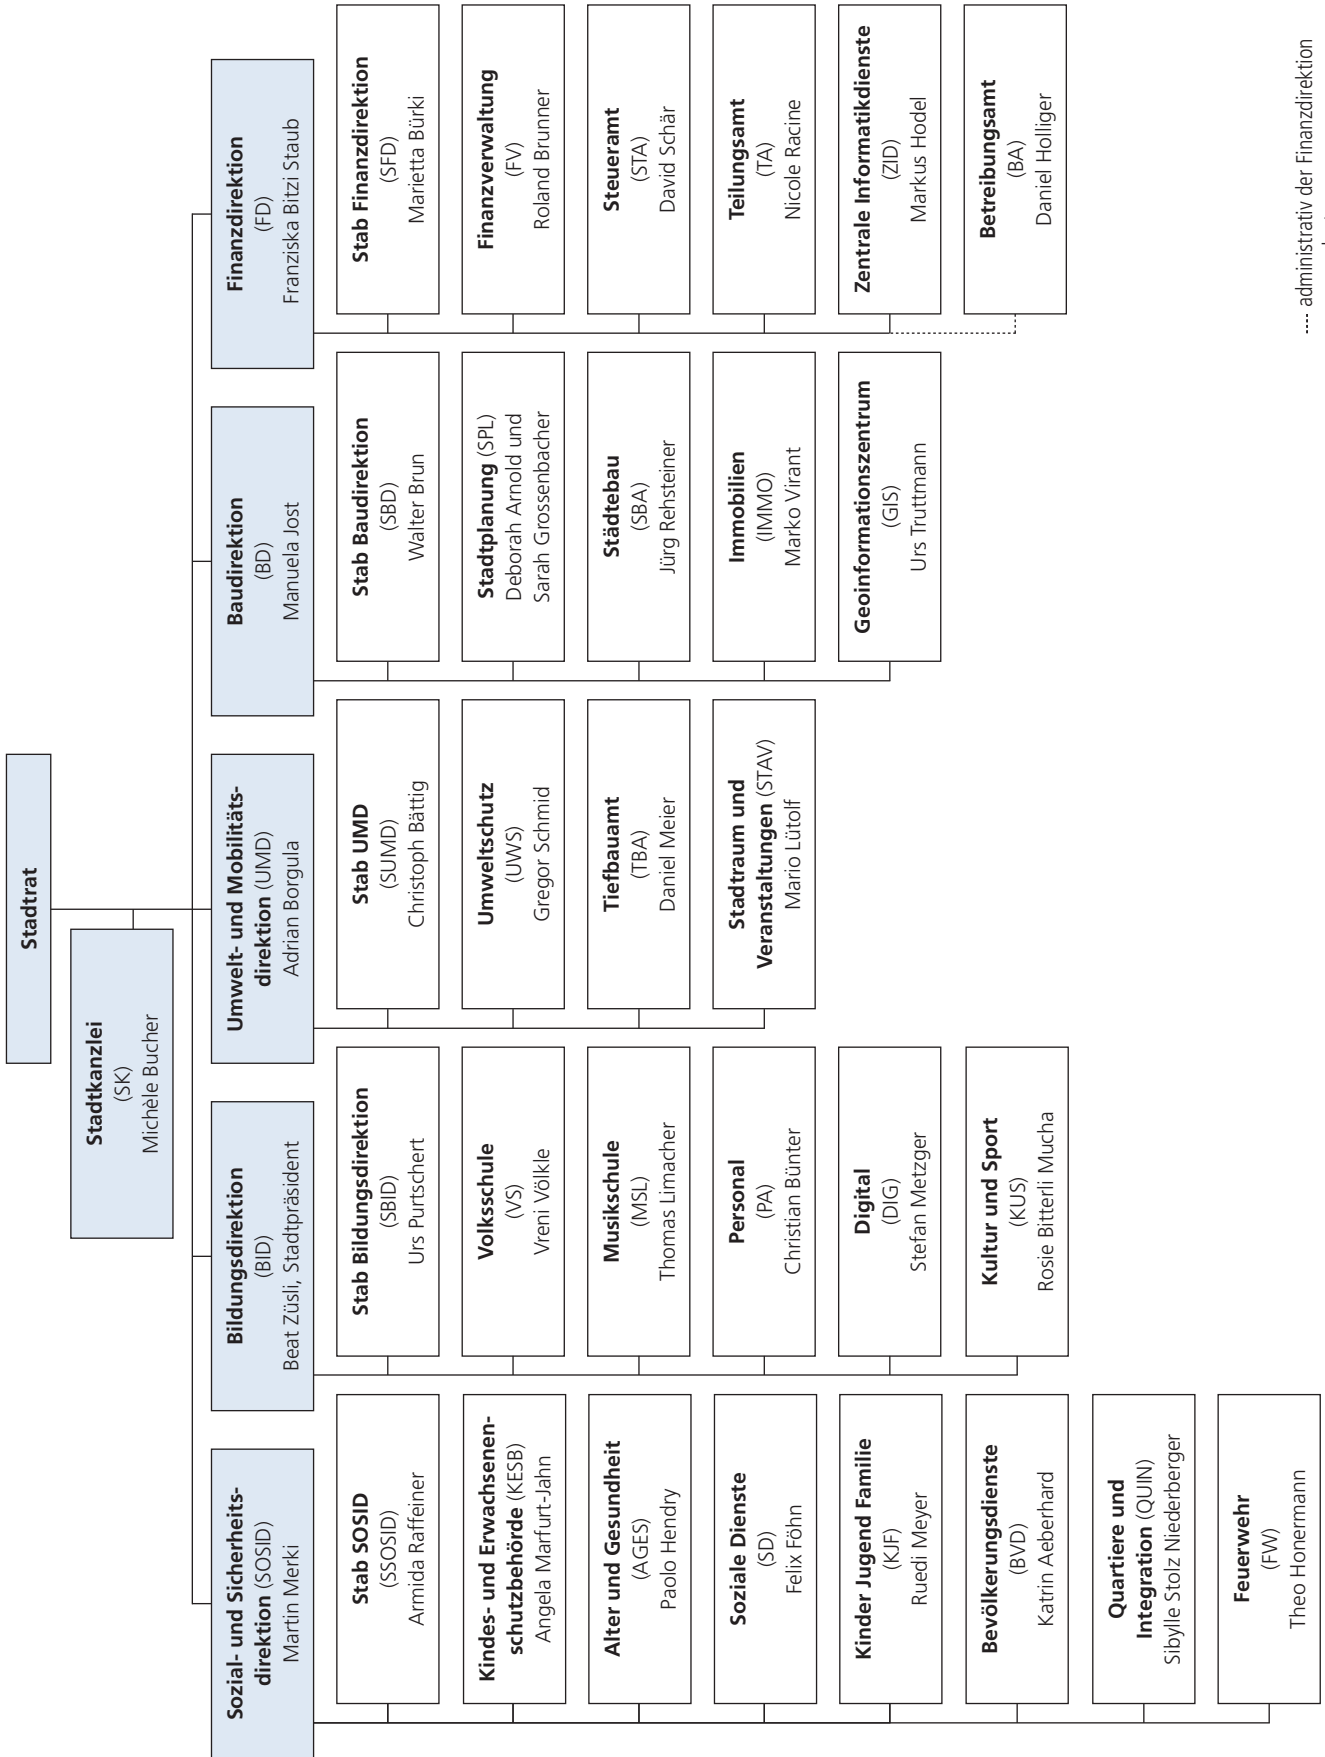 Stadtrat
Stadtkanzlei
(SK)
Michèle Bucher
Sozial- und Sicherheits-
direktion (SOSID)
Martin Merki
Stab SOSID
(SSOSID)
Armida Raffeiner
Kindes- und Erwachsenen-
schutzbehörde (KESB)
Angela Marfurt-Jahn
Alter und Gesundheit
(AGES)
Paolo Hendry
Soziale Dienste
(SD)
Felix Föhn
Kinder Jugend Familie
(KJF)
Ruedi Meyer
Bevölkerungsdienste
(BVD)
Katrin Aeberhard
Quartiere und
Integration (QUIN)
Sibylle Stolz Niederberger
Feuerwehr
(FW)
Theo Honermann
Bildungsdirektion
(BID)
Beat Züsli, Stadtpräsident
Stab Bildungsdirektion
(SBID)
Urs Purtschert
Volksschule
(VS)
Vreni Völkle
Musikschule
(MSL)
Thomas Limacher
Personal
(PA)
Christian Bünter
Digital
(DIG)
Stefan Metzger
Kultur und Sport
(KUS)
Rosie Bitterli Mucha
Umwelt- und Mobilitäts-
direktion (UMD)
Adrian Borgula
Stab UMD
(SUMD)
Christoph Bättig
Umweltschutz
(UWS)
Gregor Schmid
Tiefbauamt
(TBA)
Daniel Meier
Stadtraum und
Veranstaltungen (STAV)
Mario Lütolf
Baudirektion
(BD)
Manuela Jost
Stab Baudirektion
(SBD)
Walter Brun
Stadtplanung (SPL)
Deborah Arnold und
Sarah Grossenbacher
Städtebau
(SBA)
Jürg Rehsteiner
Immobilien
(IMMO)
Marko Virant
Geoinformationszentrum
(GIS)
Urs Truttmann
Finanzdirektion
(FD)
Franziska Bitzi Staub
Stab Finanzdirektion
(SFD)
Marietta Bürki
Finanzverwaltung
(FV)
Roland Brunner
Steueramt
(STA)
David Schär
Teilungsamt
(TA)
Nicole Racine
Zentrale Informatikdienste
(ZID)
Markus Hodel
Betreibungsamt
(BA)
Daniel Holliger
---- administrativ der Finanzdirektion